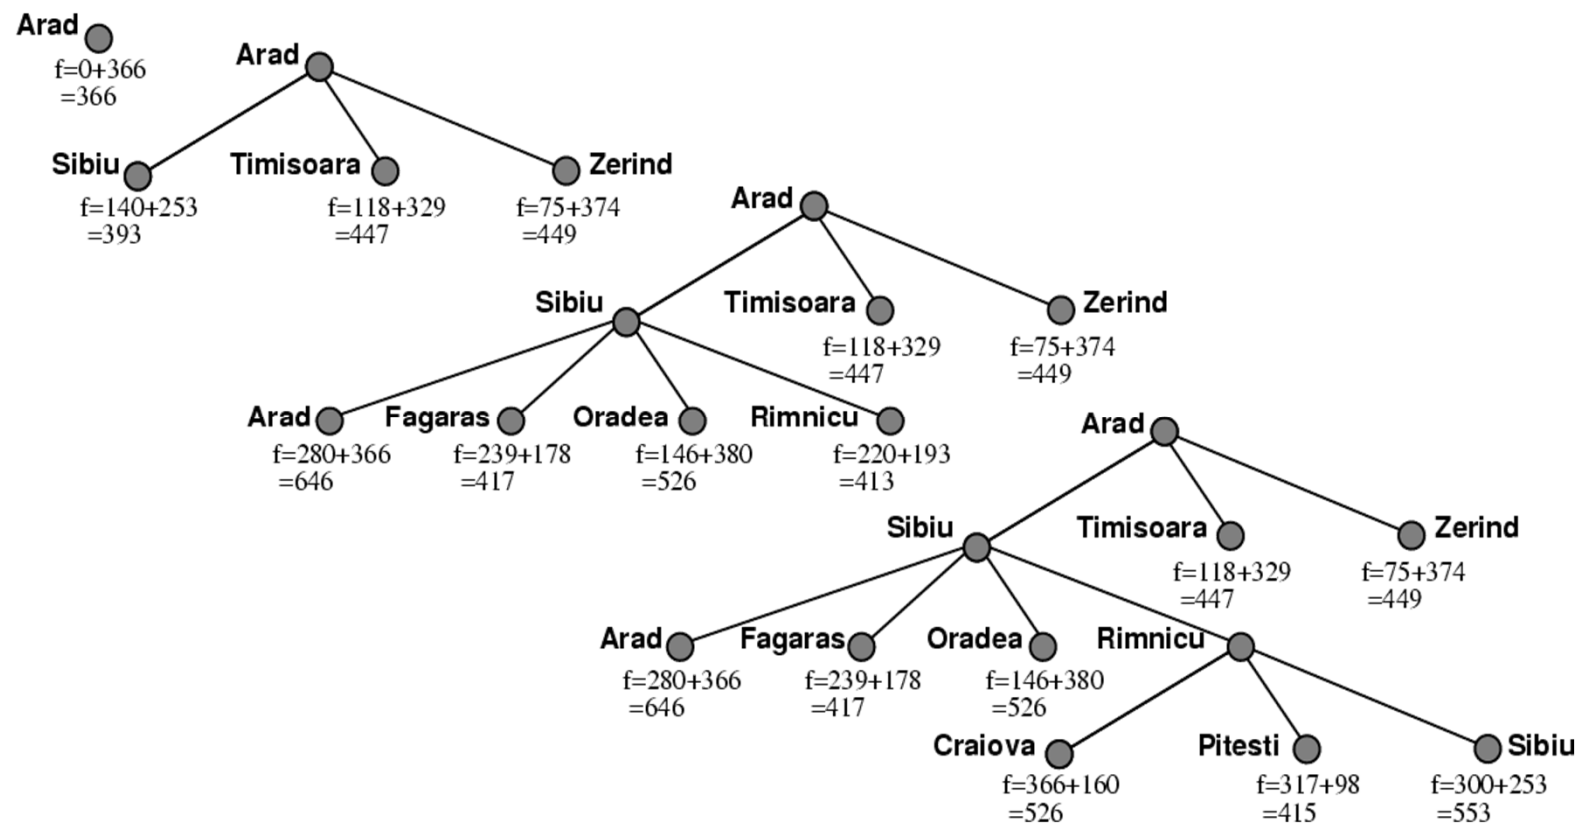 Arad
f=0+366
=366
Arad
Sibiu
Timisoara
Zerind
f=140+253
=393
f=118+329
=447
f=75+374
=449
Arad
Sibiu
Timisoara
Zerind
f=118+329
=447
f=75+374
=449
Arad
Fagaras
Oradea
Rimnicu
f=280+366
=646
f=239+178
=417
f=146+380
=526
f=220+193
=413
Arad
Sibiu
Timisoara
Zerind
f=118+329
=447
f=75+374
=449
Arad
Fagaras
Oradea
Rimnicu
f=280+366
=646
f=239+178
=417
f=146+380
=526
Craiova
Pitesti
Sibiu
f=366+160
=526
f=317+98
=415
f=300+253
=553